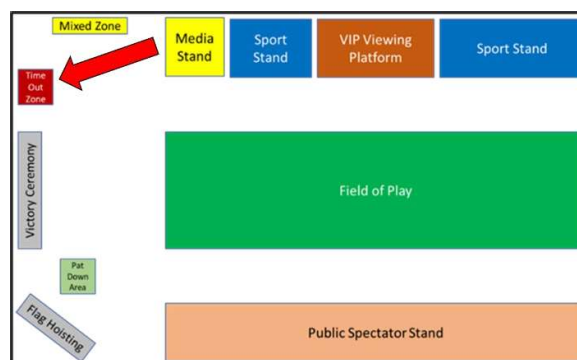 Mixed Zone
Media
Stand
Sport
Stand
VIP Viewing
Platform
Sport Stand
Time
Out
Zone
Victory Ceremony
Field of Play
Pat
Down
Area
Flag Hoisting
Public Spectator Stand